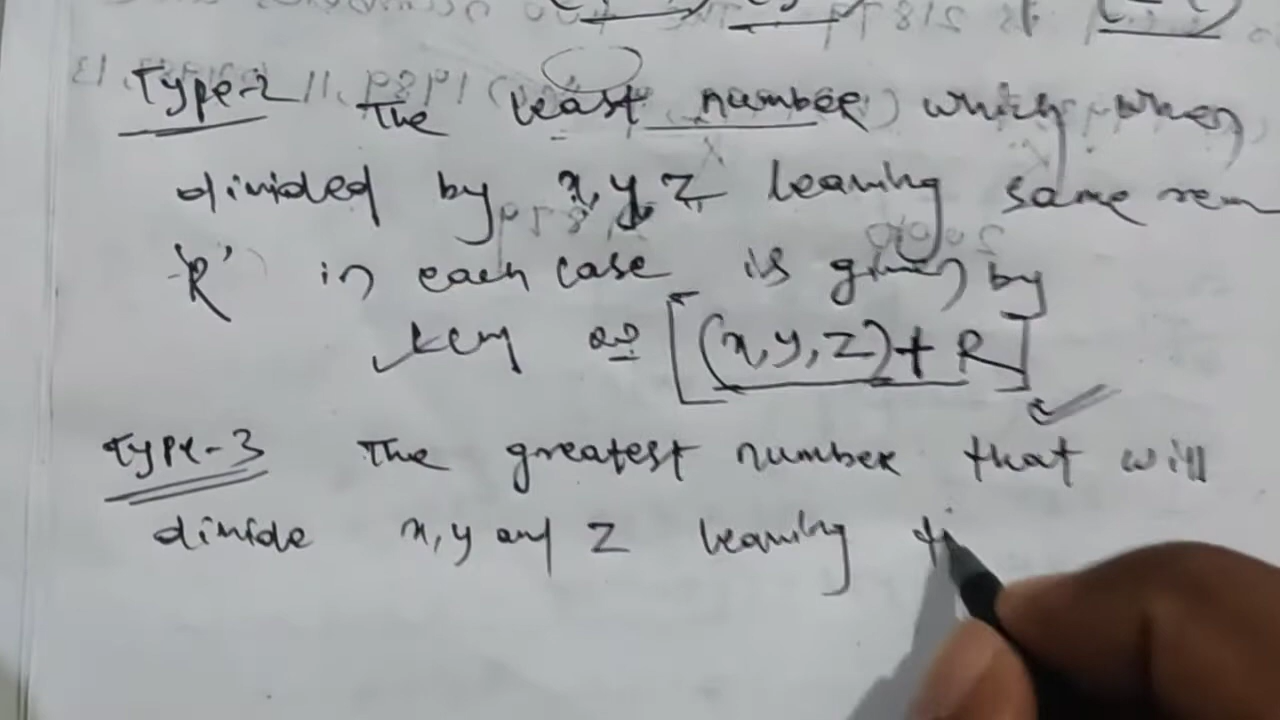 Type-2 The least number which when
divided by x, y, z leaving same rem
'R' in each case is given by
LCM of [(x, y, z) + R]
Type-3 The greatest number that will
divide x, y and z leaving